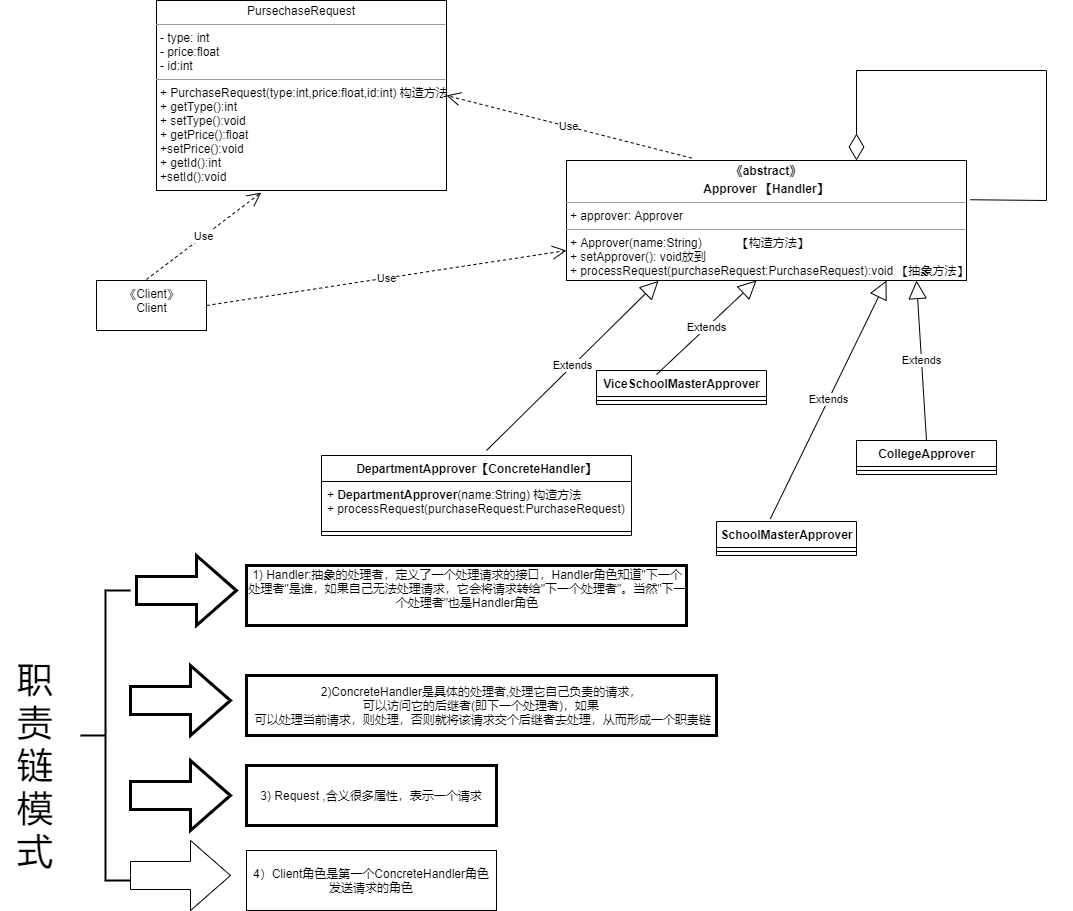 PursechaseRequest
- type: int
- price:float
- id:int
+ PurchaseRequest(type:int,price:float,id:int) 构造方法
+ getType():int
+ setType():void
+ getPrice():float
+setPrice():void
+ getId():int
+setId():void
Use
《abstract》
Approver 【Handler】
+ approver: Approver
+ Approver(name:String) 【构造方法】
+ setApprover(): void放到
+ processRequest(purchaseRequest:PurchaseRequest):void 【抽象方法】
Use
Use
《Client》
Client
Extends
Extends
Extends
Extends
ViceSchoolMasterApprover
CollegeApprover
DepartmentApprover【ConcreteHandler】
+ DepartmentApprover(name:String) 构造方法
+ processRequest(purchaseRequest:PurchaseRequest)
SchoolMasterApprover
职责链模式
1) Handler:抽象的处理者，定义了一个处理请求的接口，Handler角色知道"下一个
处理者"是谁，如果自己无法处理请求，它会将请求转给"下一个处理者"。当然"下一
个处理者"也是Handler角色
2)ConcreteHandler是具体的处理者,处理它自己负责的请求，
可以访问它的后继者(即下一个处理者)，如果
可以处理当前请求，则处理，否则就将该请求交个后继者去处理，从而形成一个职责链
3) Request ,含义很多属性，表示一个请求
4）Client角色是第一个ConcreteHandler角色
发送请求的角色